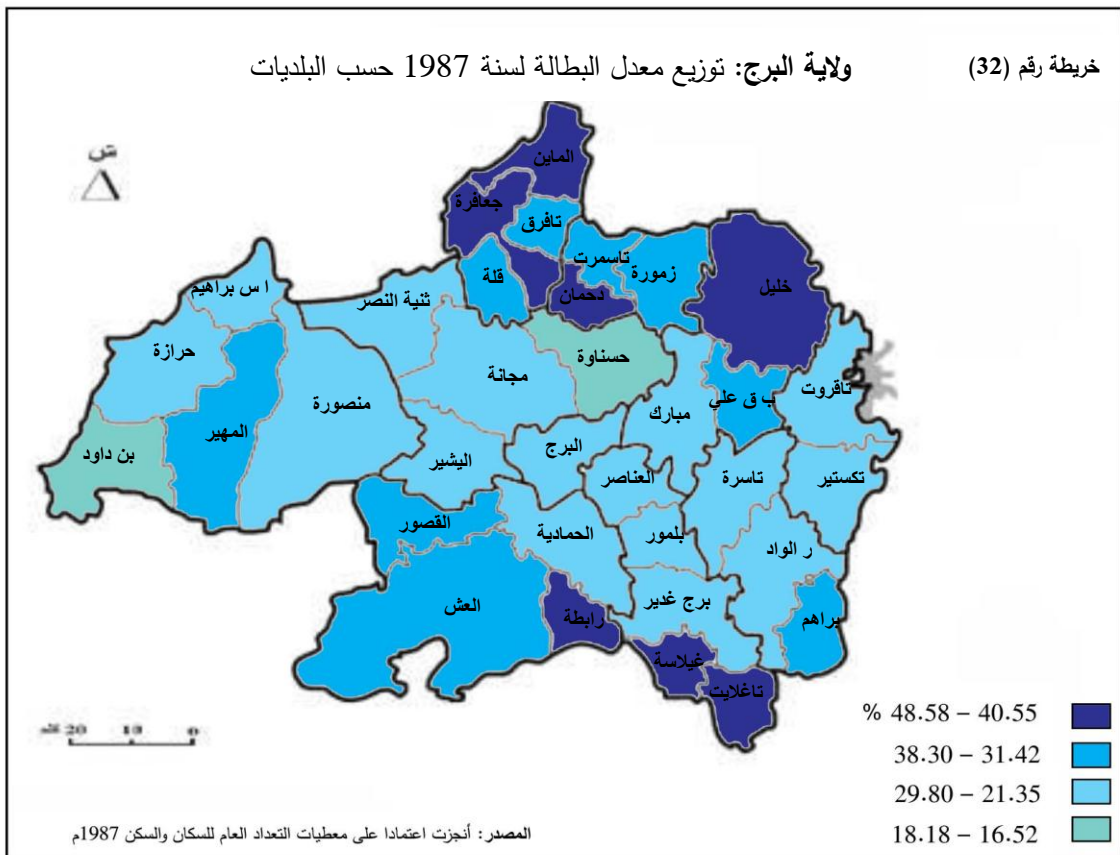 خريطة رقم (32)
ولاية البرج: توزيع معدل البطالة لسنة 1987 حسب البلديات
ش
الماين
جعافرة
تافرق
تاسمرت
زمورة
قلة
دحمان
خليل
ا س براهيم
ثنية النصر
حرازة
حسناوة
مجانة
تاقروت
منصورة
ب ق علي
مبارك
المهير
البرج
بن داود
اليشير
العناصر
تاسرة
تكستير
القصور
الحمادية
بلمور
ر الواد
برج غدير
العش
رابطة
براهم
غيلاسة
تاغلايت
0 10 20 كلم
% 48.58 – 40.55
38.30 – 31.42
29.80 – 21.35
18.18 – 16.52
المصدر: أنجزت اعتمادا على معطيات التعداد العام للسكان والسكن 1987م